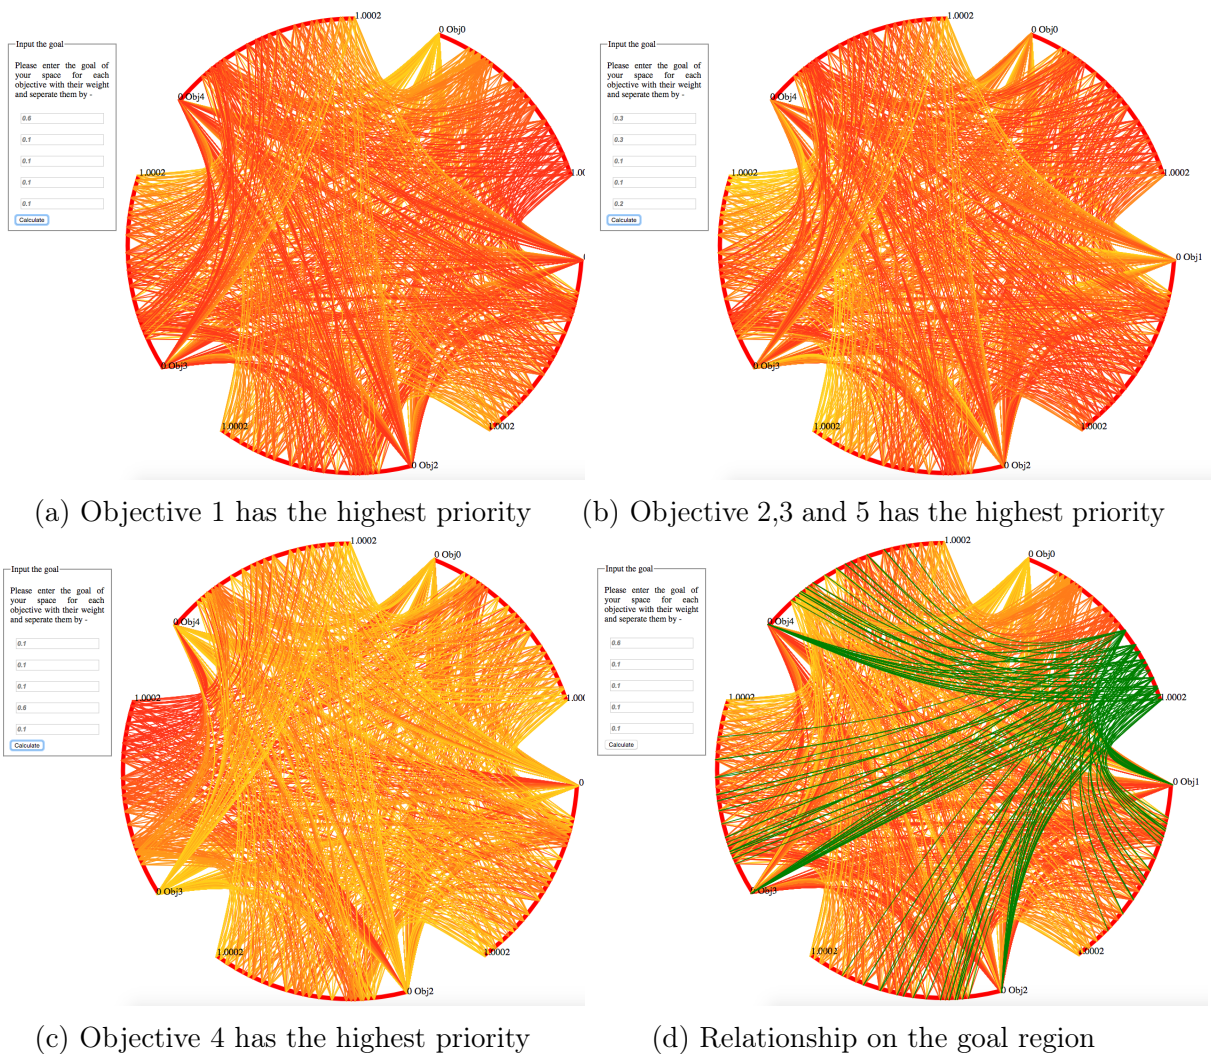 1.0002
0 Obj0
Input the goal
Please enter the goal of
your space for each
objective with their weight
and seperate them by -
0 Obj4
0.6
0.1
0.1
0.1
0.1
Calculate
1.0002
1.00
0
0 Obj3
1.0002
1.0002
0 Obj2
(a) Objective 1 has the highest priority
1.0002
0 Obj0
Input the goal
Please enter the goal of
your space for each
objective with their weight
and seperate them by -
0 Obj4
0.3
0.3
0.1
0.1
0.2
Calculate
1.0002
1.0002
0 Obj1
0 Obj3
1.0002
1.0002
0 Obj2
(b) Objective 2,3 and 5 has the highest priority
1.0002
0 Obj0
Input the goal
Please enter the goal of
your space for each
objective with their weight
and seperate them by -
0 Obj4
0.1
0.1
0.1
0.6
0.1
Calculate
1.0002
1.000
0
0 Obj3
1.0002
1.0002
0 Obj2
(c) Objective 4 has the highest priority
1.0002
0 Obj0
Input the goal
Please enter the goal of
your space for each
objective with their weight
and seperate them by -
0 Obj4
0.6
0.1
0.1
0.1
0.1
Calculate
1.0002
1.0002
0 Obj1
0 Obj3
1.0002
1.0002
0 Obj2
(d) Relationship on the goal region